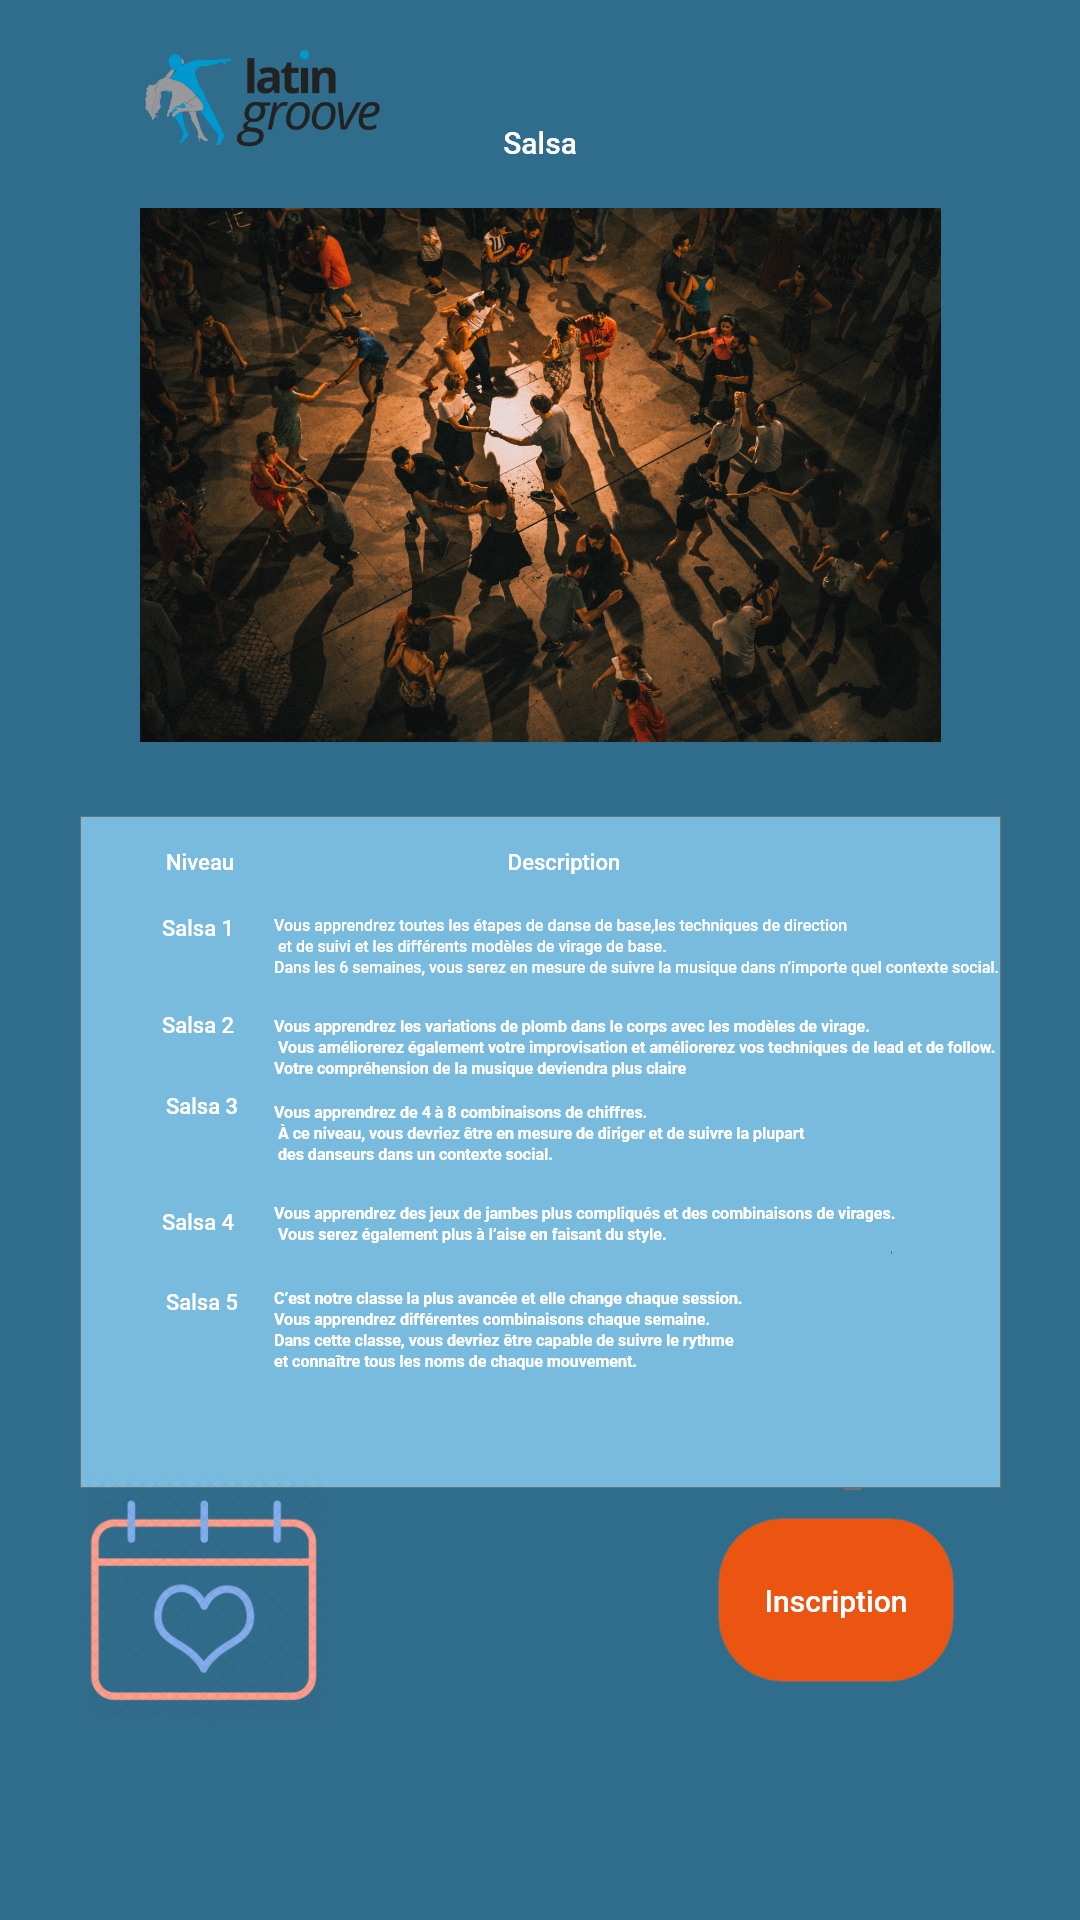 latin
groove
Salsa
Niveau Description
Salsa 1
Vous apprendrez toutes les étapes de danse de base,les techniques de direction
et de suivi et les différents modèles de virage de base.
Dans les 6 semaines, vous serez en mesure de suivre la musique dans n'importe quel contexte social.
Salsa 2
Vous apprendrez les variations de plomb dans le corps avec les modèles de virage.
Vous améliorerez également votre improvisation et améliorerez vos techniques de lead et de follow.
Votre compréhension de la musique deviendra plus claire
Salsa 3
Vous apprendrez de 4 à 8 combinaisons de chiffres.
À ce niveau, vous devriez être en mesure de diriger et de suivre la plupart
des danseurs dans un contexte social.
Salsa 4
Vous apprendrez des jeux de jambes plus compliqués et des combinaisons de virages.
Vous serez également plus à l'aise en faisant du style.
,
Salsa 5
C'est notre classe la plus avancée et elle change chaque session.
Vous apprendrez différentes combinaisons chaque semaine.
Dans cette classe, vous devriez être capable de suivre le rythme
et connaître tous les noms de chaque mouvement.
Inscription